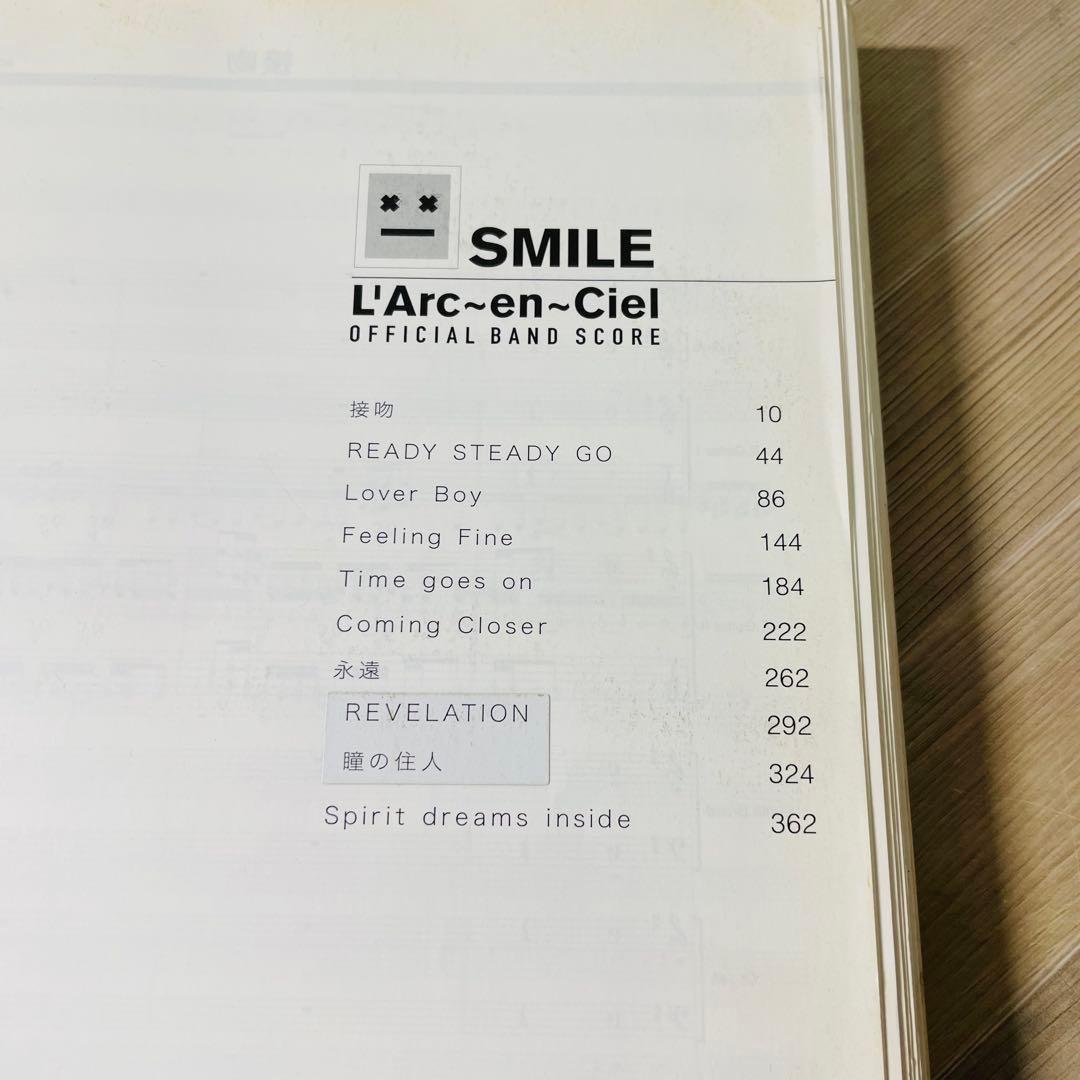 SMILE
L'Arc~en~Ciel
OFFICIAL BAND SCORE
接吻 10
READY STEADY GO 44
Lover Boy 86
Feeling Fine 144
Time goes on 184
Coming Closer 222
永遠 262
REVELATION 292
瞳の住人 324
Spirit dreams inside 362